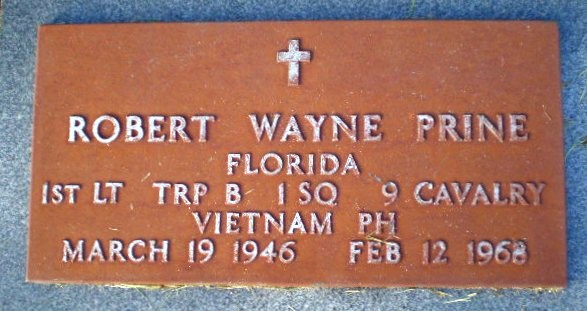 ROBERT WAYNE PRINE
FLORIDA
1ST LT TRP B 1 SQ 9 CAVALRY
VIETNAM PH
MARCH 19 1946 FEB 12 1968